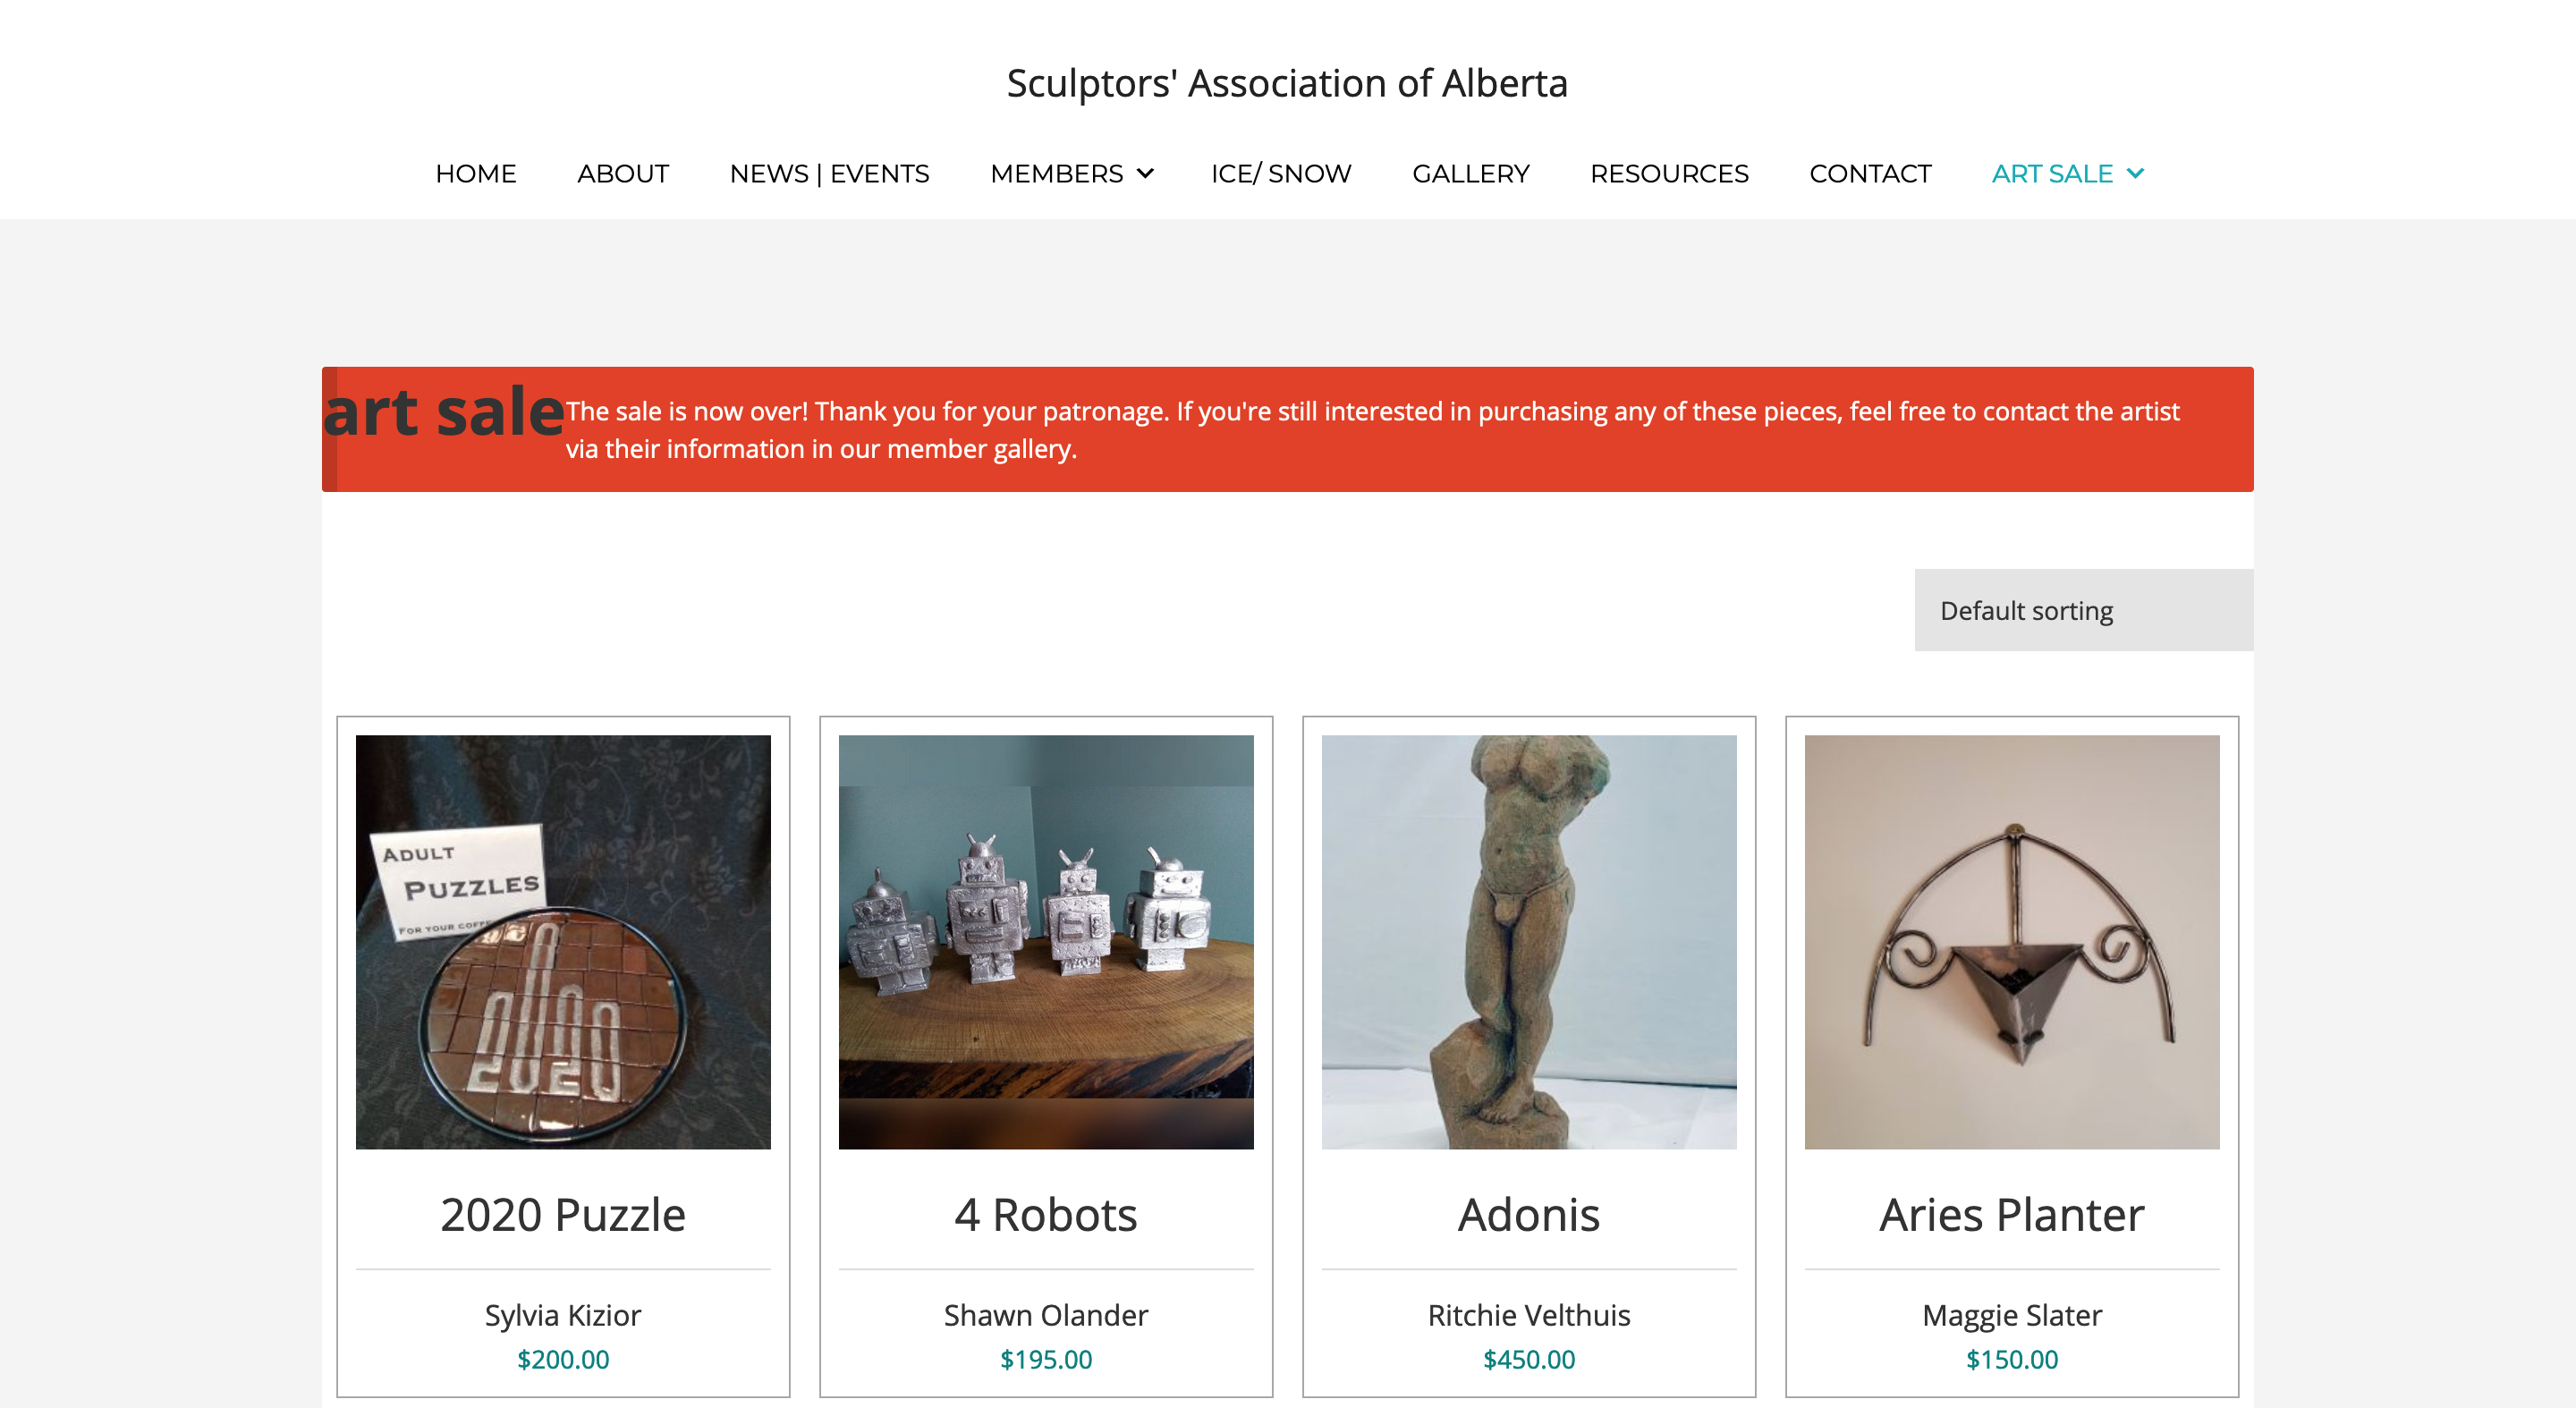 Sculptors' Association of Alberta
HOME ABOUT NEWS | EVENTS MEMBERS ICE/ SNOW GALLERY RESOURCES CONTACT ART SALE
art sale
The sale is now over! Thank you for your patronage. If you're still interested in purchasing any of these pieces, feel free to contact the artist
via their information in our member gallery.
Default sorting
ADULT
PUZZLES
FOR YOUR
2020
2020 Puzzle
Sylvia Kizior
$200.00
4 Robots
Shawn Olander
$195.00
Adonis
Ritchie Velthuis
$450.00
Aries Planter
Maggie Slater
$150.00